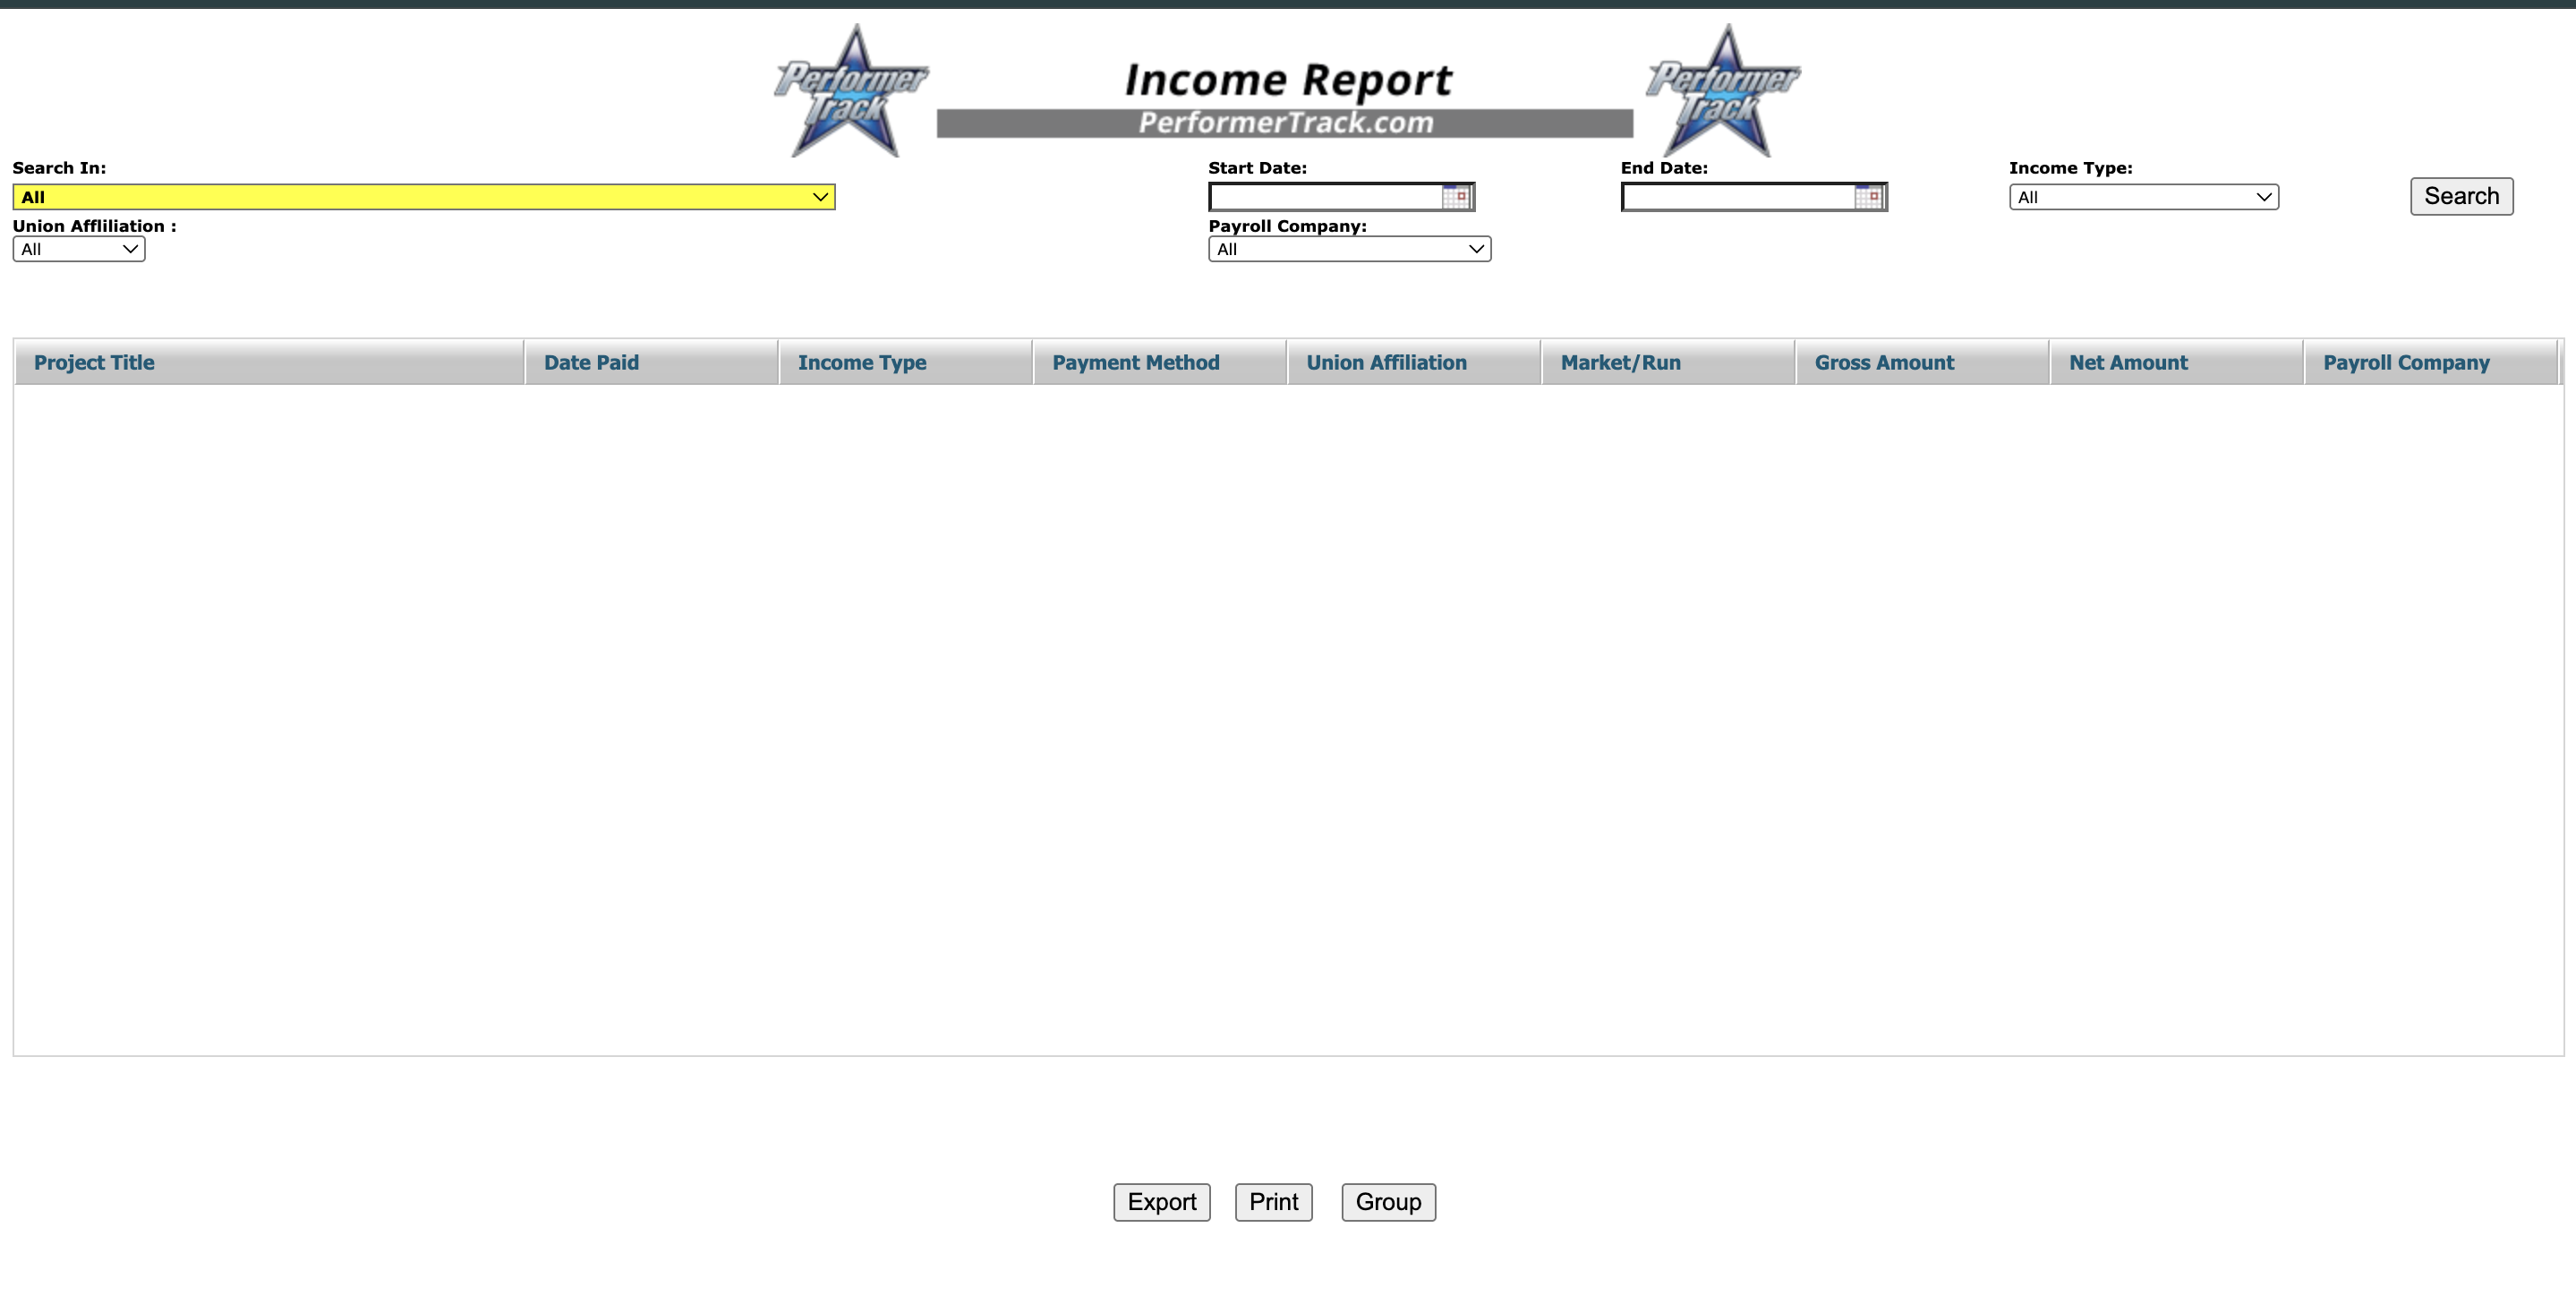 Performer Track
Income Report
PerformerTrack.com
Performer Track
Search In:
Start Date:
End Date:
Income Type:
All
All
Search
Union Affliliation :
Payroll Company:
All
All
Project Title Date Paid Income Type Payment Method Union Affiliation Market/Run Gross Amount Net Amount Payroll Company
Export Print Group